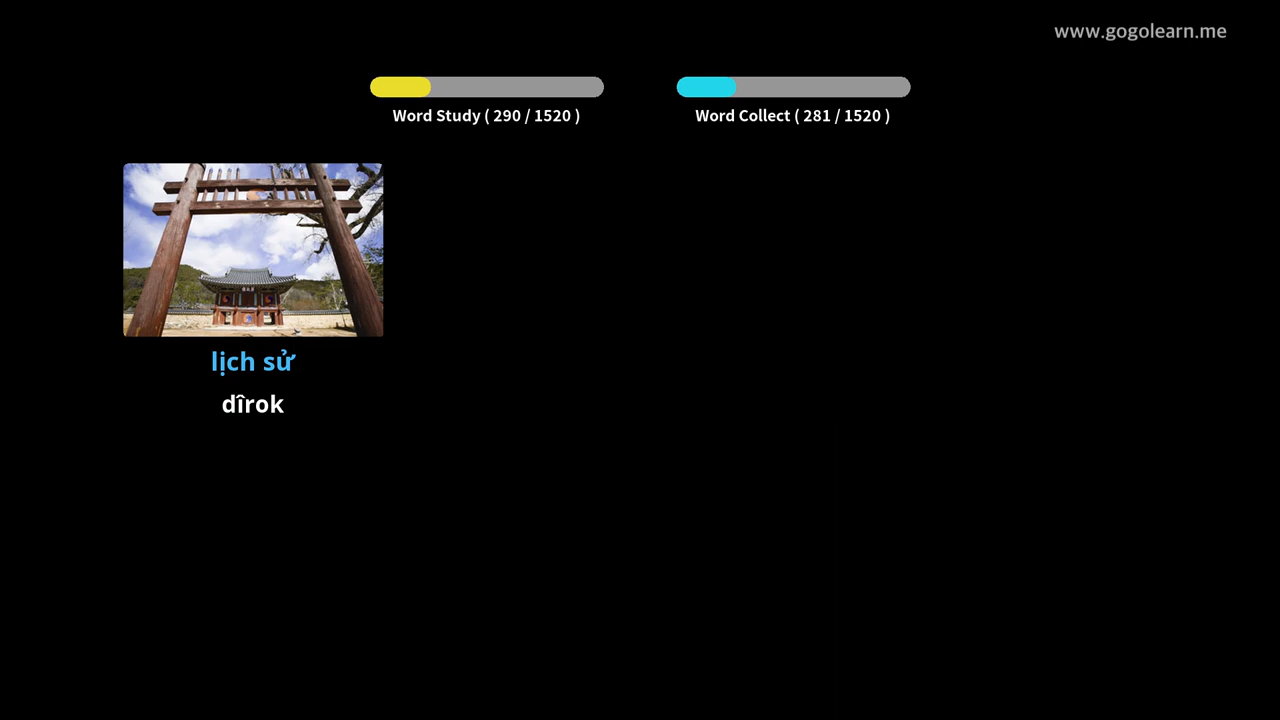 www.gogolearn.me
Word Study ( 290 / 1520 )
Word Collect ( 281 / 1520 )
lịch sử
dîrok